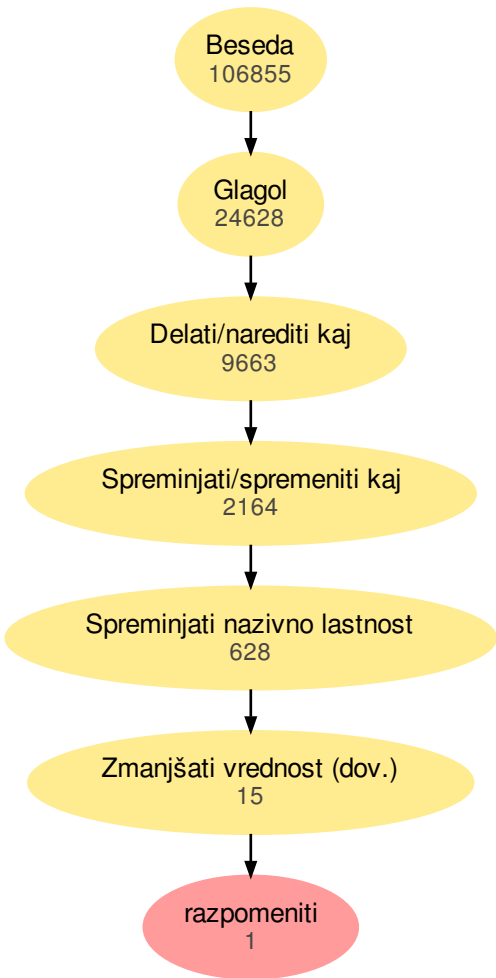 Beseda
106855
Glagol
24628
Delati/narediti kaj
9663
Spreminjati/spremeniti kaj
2164
Spreminjati nazivno lastnost
628
Zmanjšati vrednost (dov.)
15
razpomeniti
1